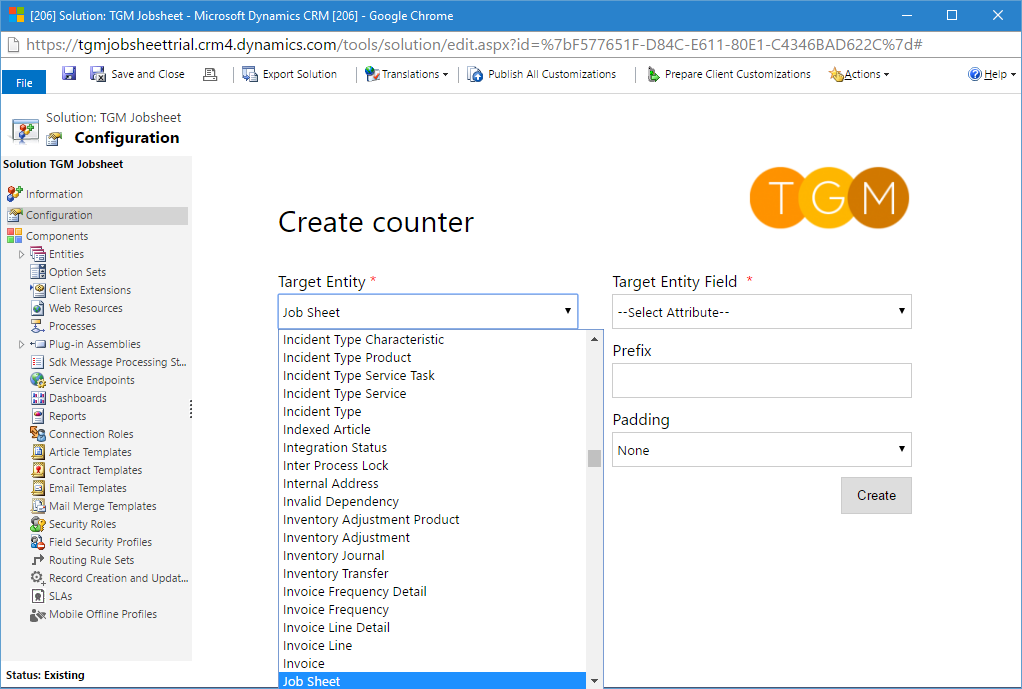 [206] Solution: TGM Jobsheet - Microsoft Dynamics CRM [206] - Google Chrome
https://tgmjobsheettrial.crm4.dynamics.com/tools/solution/edit.aspx?id=%7bF577651F-D84C-E611-80E1-C4346BAD622C%7d#
File
Save and Close
Export Solution
Translations
Publish All Customizations
Prepare Client Customizations
Actions
Help
Solution: TGM Jobsheet
Configuration
Solution TGM Jobsheet
Information
Configuration
Components
Entities
Option Sets
Client Extensions
Web Resources
Processes
Plug-in Assemblies
Sdk Message Processing St...
Service Endpoints
Dashboards
Reports
Connection Roles
Article Templates
Contract Templates
Email Templates
Mail Merge Templates
Security Roles
Field Security Profiles
Routing Rule Sets
Record Creation and Updat...
SLAs
Mobile Offline Profiles
Status: Existing
TGM
Create counter
Target Entity *
Job Sheet
Incident Type Characteristic
Incident Type Product
Incident Type Service Task
Incident Type Service
Incident Type
Indexed Article
Integration Status
Inter Process Lock
Internal Address
Invalid Dependency
Inventory Adjustment Product
Inventory Adjustment
Inventory Journal
Inventory Transfer
Invoice Frequency Detail
Invoice Frequency
Invoice Line Detail
Invoice Line
Invoice
Job Sheet
Target Entity Field *
--Select Attribute--
Prefix
Padding
None
Create